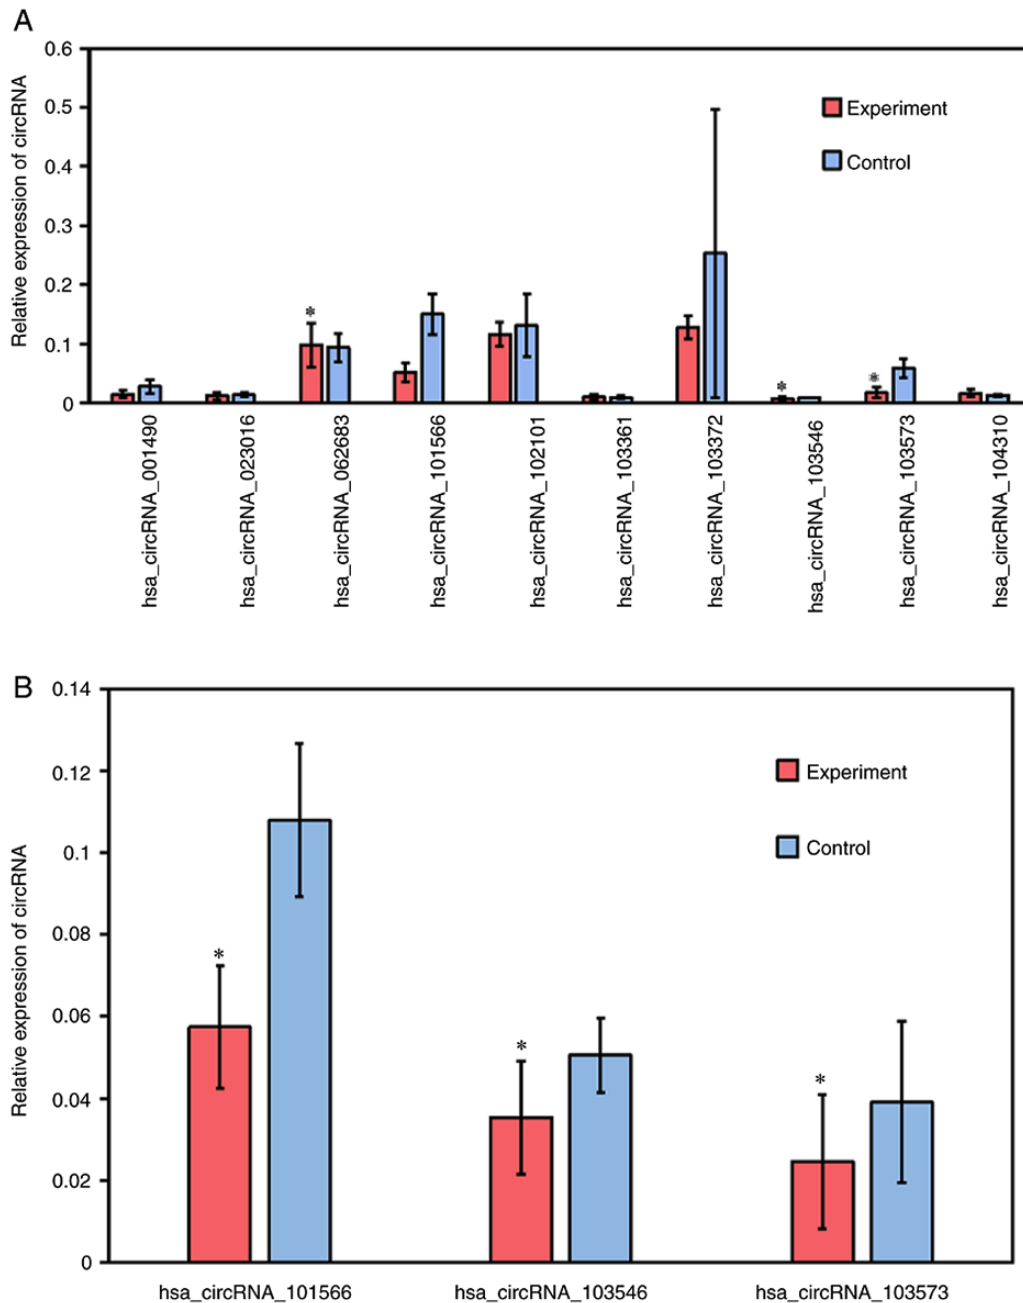 A
Relative expression of circRNA
0.6
0.5
0.4
0.3
0.2
0.1
0
Experiment
Control
*
*
*
hsa_circRNA_001490
hsa_circRNA_023016
hsa_circRNA_062683
hsa_circRNA_101566
hsa_circRNA_102101
hsa_circRNA_103361
hsa_circRNA_103372
hsa_circRNA_103546
hsa_circRNA_103573
hsa_circRNA_104310
B
Relative expression of circRNA
0.14
0.12
0.1
0.08
0.06
0.04
0.02
0
Experiment
Control
*
*
*
hsa_circRNA_101566
hsa_circRNA_103546
hsa_circRNA_103573